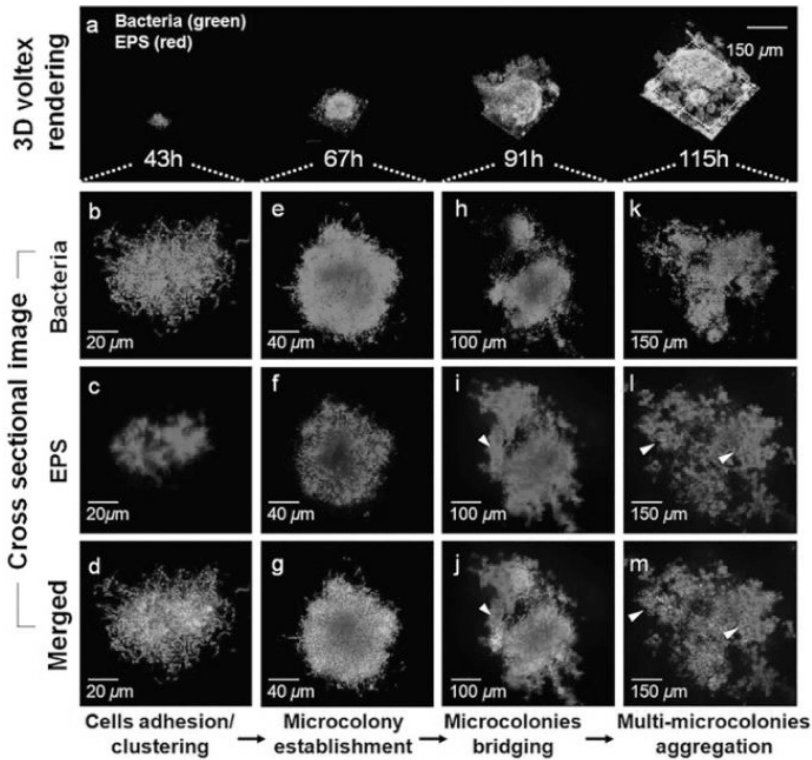 a
Bacteria (green)
EPS (red)
150 µm
3D voltex
rendering
43h
67h
91h
115h
Cross sectional image
Bacteria
b
20 µm
e
40 µm
h
100 µm
k
150 µm
EPS
c
20µm
f
40 µm
i
100 µm
l
150 µm
Merged
d
20 µm
g
40 µm
j
100 µm
m
150 µm
Cells adhesion/
clustering
Microcolony
establishment
Microcolonies
bridging
Multi-microcolonies
aggregation